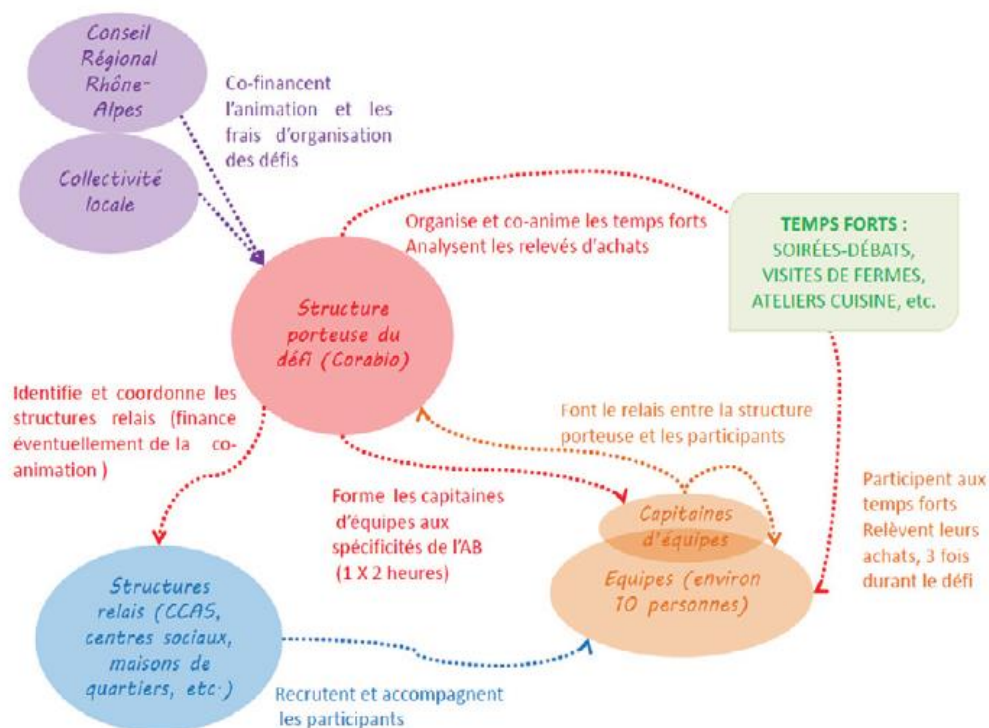 Conseil
Régional
Rhône-
Alpes
Collectivité
locale
Co-financent
l'animation et les
frais d'organisation
des défis
Organise et co-anime les temps forts
Analysent les relevés d'achats
TEMPS FORTS :
SOIRÉES-DÉBATS,
VISITES DE FERMES,
ATELIERS CUISINE, etc.
Structure
porteuse du
défi (Corabio)
Identifie et coordonne les
structures relais (finance
éventuellement de la co-
animation )
Font le relais entre la structure
porteuse et les participants
Forme les capitaines
d'équipes aux
spécificités de l'AB
(1 X 2 heures)
Capitaines
d'équipes
Equipes (environ
10 personnes)
Participent aux
temps forts
Relèvent leurs
achats, 3 fois
durant le défi
Structures
relais (CCAS,
centres sociaux,
maisons de
quartiers, etc.)
Recrutent et accompagnent
les participants